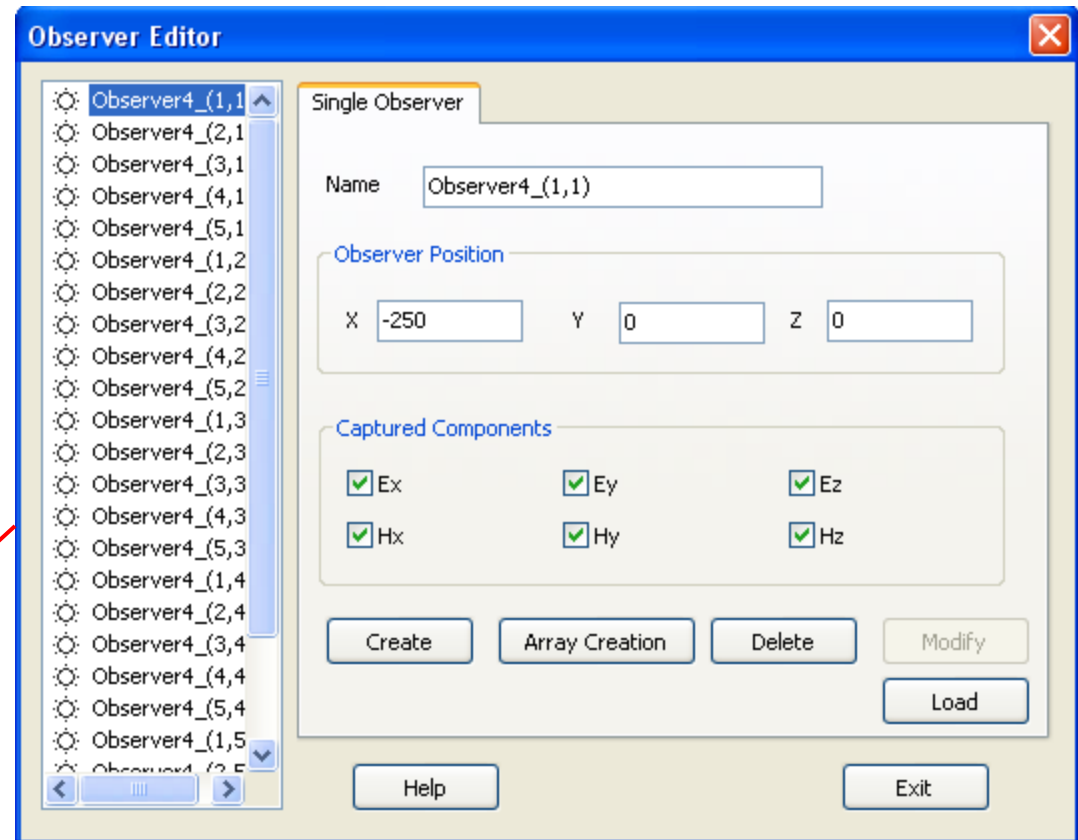 Observer Editor
Observer4_(1,1
Observer4_(2,1
Observer4_(3,1
Observer4_(4,1
Observer4_(5,1
Observer4_(1,2
Observer4_(2,2
Observer4_(3,2
Observer4_(4,2
Observer4_(5,2
Observer4_(1,3
Observer4_(2,3
Observer4_(3,3
Observer4_(4,3
Observer4_(5,3
Observer4_(1,4
Observer4_(2,4
Observer4_(3,4
Observer4_(4,4
Observer4_(5,4
Observer4_(1,5
Single Observer
Name Observer4_(1,1)
Observer Position
X -250 Y 0 Z 0
Captured Components
Ex Ey Ez
Hx Hy Hz
Create Array Creation Delete Modify
Load
Help Exit